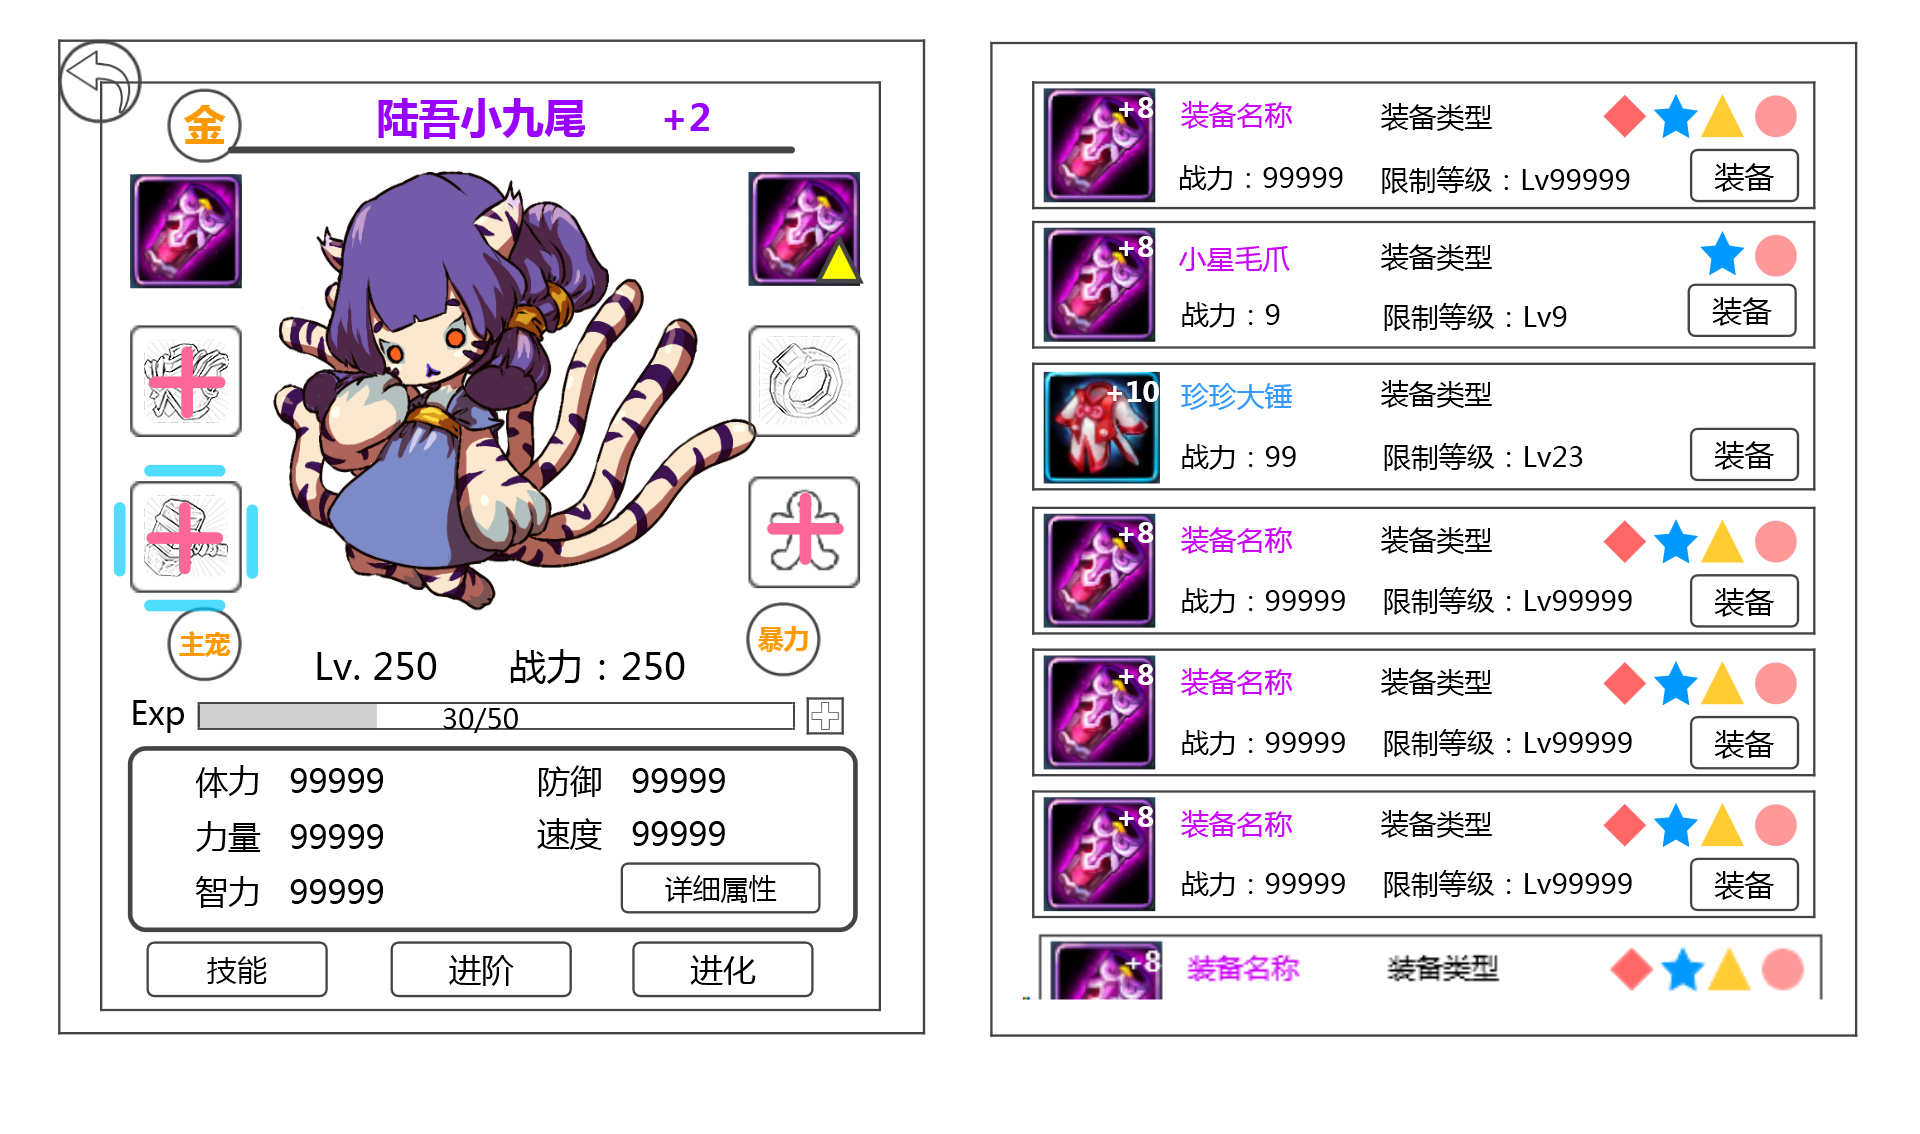 金
陆吾小九尾 +2
主宠
暴力
Lv. 250 战力：250
Exp 30/50
体力 99999 防御 99999
力量 99999 速度 99999
智力 99999 详细属性
技能 进阶 进化
+8 装备名称 装备类型
战力：99999 限制等级：Lv99999 装备
+8 小星毛爪 装备类型
战力：9 限制等级：Lv9 装备
+10 珍珍大锤 装备类型
战力：99 限制等级：Lv23 装备
+8 装备名称 装备类型
战力：99999 限制等级：Lv99999 装备
+8 装备名称 装备类型
战力：99999 限制等级：Lv99999 装备
+8 装备名称 装备类型
战力：99999 限制等级：Lv99999 装备
+8 装备名称 装备类型